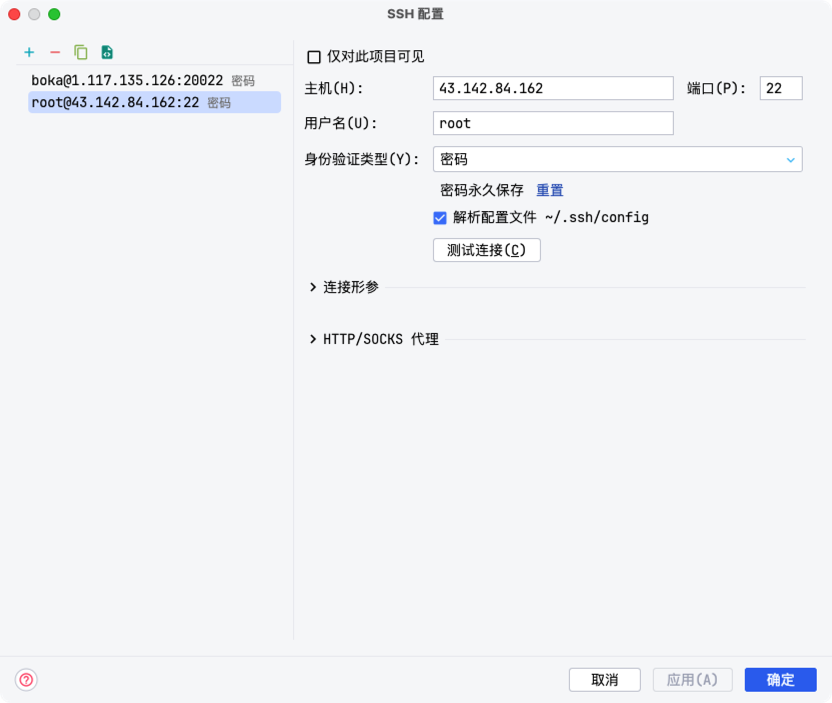 SSH 配置
boka@1.117.135.126:20022 密码
root@43.142.84.162:22 密码
仅对此项目可见
主机(H): 43.142.84.162 端口(P): 22
用户名(U): root
身份验证类型(Y): 密码
密码永久保存 重置
解析配置文件 ~/.ssh/config
测试连接(C)
连接形参
HTTP/SOCKS 代理
? 取消 应用(A) 确定